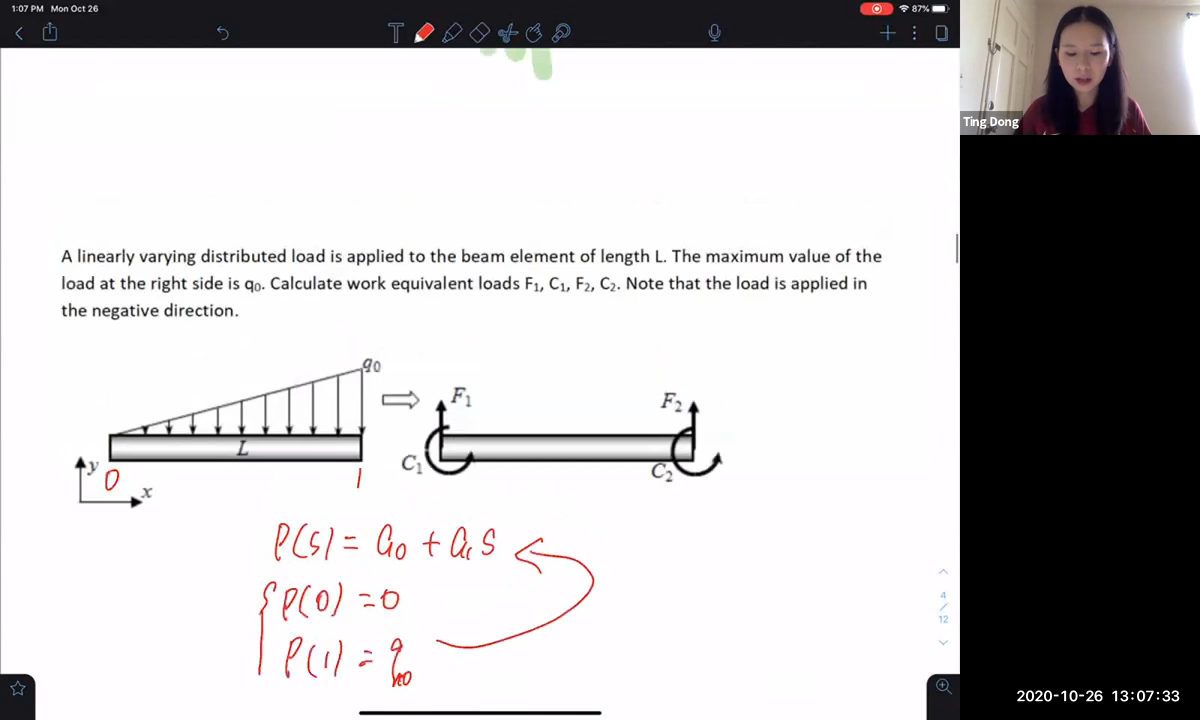 1:07 PM Mon Oct 26
87%
Ting Dong
A linearly varying distributed load is applied to the beam element of length L. The maximum value of the
load at the right side is q₀. Calculate work equivalent loads F₁, C₁, F₂, C₂. Note that the load is applied in
the negative direction.
q₀
F₁
F₂
L
C₁
C₂
y
x
0
1
P(s) = a₀ + a₁s
P(0) = 0
P(1) = q₀
4
/
12
2020-10-26 13:07:33